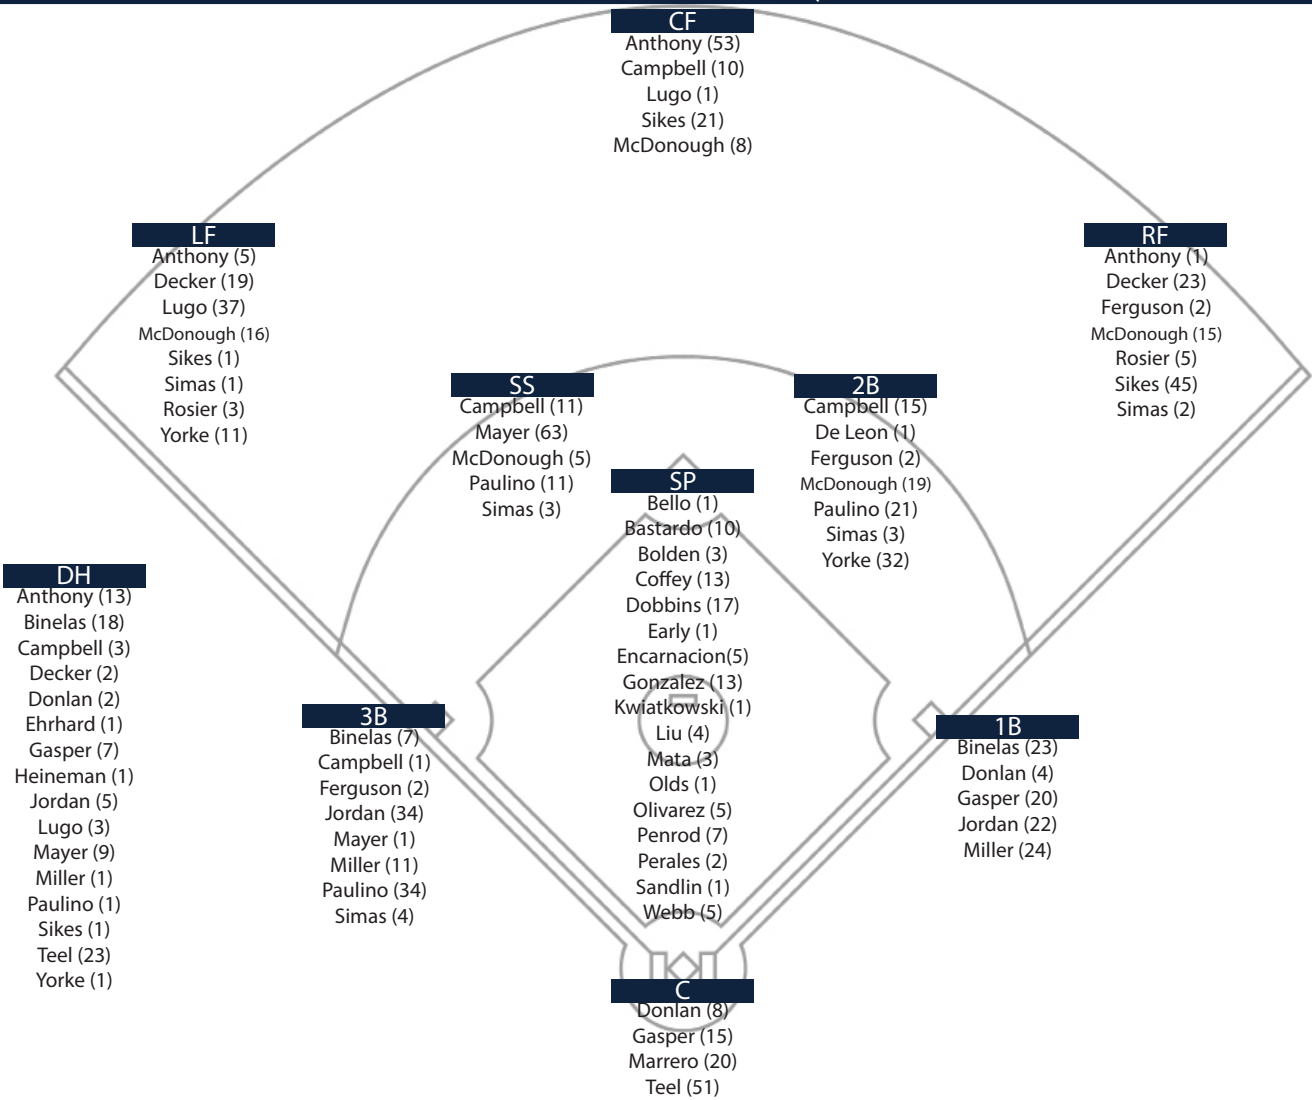 CF
Anthony (53)
Campbell (10)
Lugo (1)
Sikes (21)
McDonough (8)
LF
Anthony (5)
Decker (19)
Lugo (37)
McDonough (16)
Sikes (1)
Simas (1)
Rosier (3)
Yorke (11)
RF
Anthony (1)
Decker (23)
Ferguson (2)
McDonough (15)
Rosier (5)
Sikes (45)
Simas (2)
SS
Campbell (11)
Mayer (63)
McDonough (5)
Paulino (11)
Simas (3)
2B
Campbell (15)
De Leon (1)
Ferguson (2)
McDonough (19)
Paulino (21)
Simas (3)
Yorke (32)
SP
Bello (1)
Bastardo (10)
Bolden (3)
Coffey (13)
Dobbins (17)
Early (1)
Encarnacion(5)
Gonzalez (13)
Kwiatkowski (1)
Liu (4)
Mata (3)
Olds (1)
Olivarez (5)
Penrod (7)
Perales (2)
Sandlin (1)
Webb (5)
DH
Anthony (13)
Binelas (18)
Campbell (3)
Decker (2)
Donlan (2)
Ehrhard (1)
Gasper (7)
Heineman (1)
Jordan (5)
Lugo (3)
Mayer (9)
Miller (1)
Paulino (1)
Sikes (1)
Teel (23)
Yorke (1)
3B
Binelas (7)
Campbell (1)
Ferguson (2)
Jordan (34)
Mayer (1)
Miller (11)
Paulino (34)
Simas (4)
1B
Binelas (23)
Donlan (4)
Gasper (20)
Jordan (22)
Miller (24)
C
Donlan (8)
Gasper (15)
Marrero (20)
Teel (51)